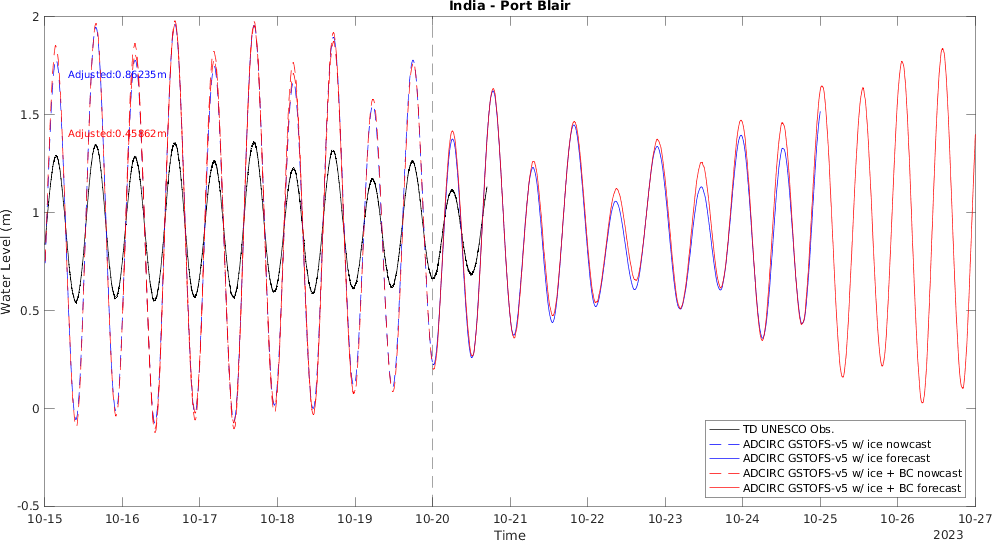 India - Port Blair
Water Level (m)
2
1.5
1
0.5
0
-0.5
Adjusted:0.86235m
Adjusted:0.45862m
TD UNESCO Obs.
ADCIRC GSTOFS-v5 w/ ice nowcast
ADCIRC GSTOFS-v5 w/ ice forecast
ADCIRC GSTOFS-v5 w/ ice + BC nowcast
ADCIRC GSTOFS-v5 w/ ice + BC forecast
10-15 10-16 10-17 10-18 10-19 10-20 10-21 10-22 10-23 10-24 10-25 10-26 10-27
Time
2023